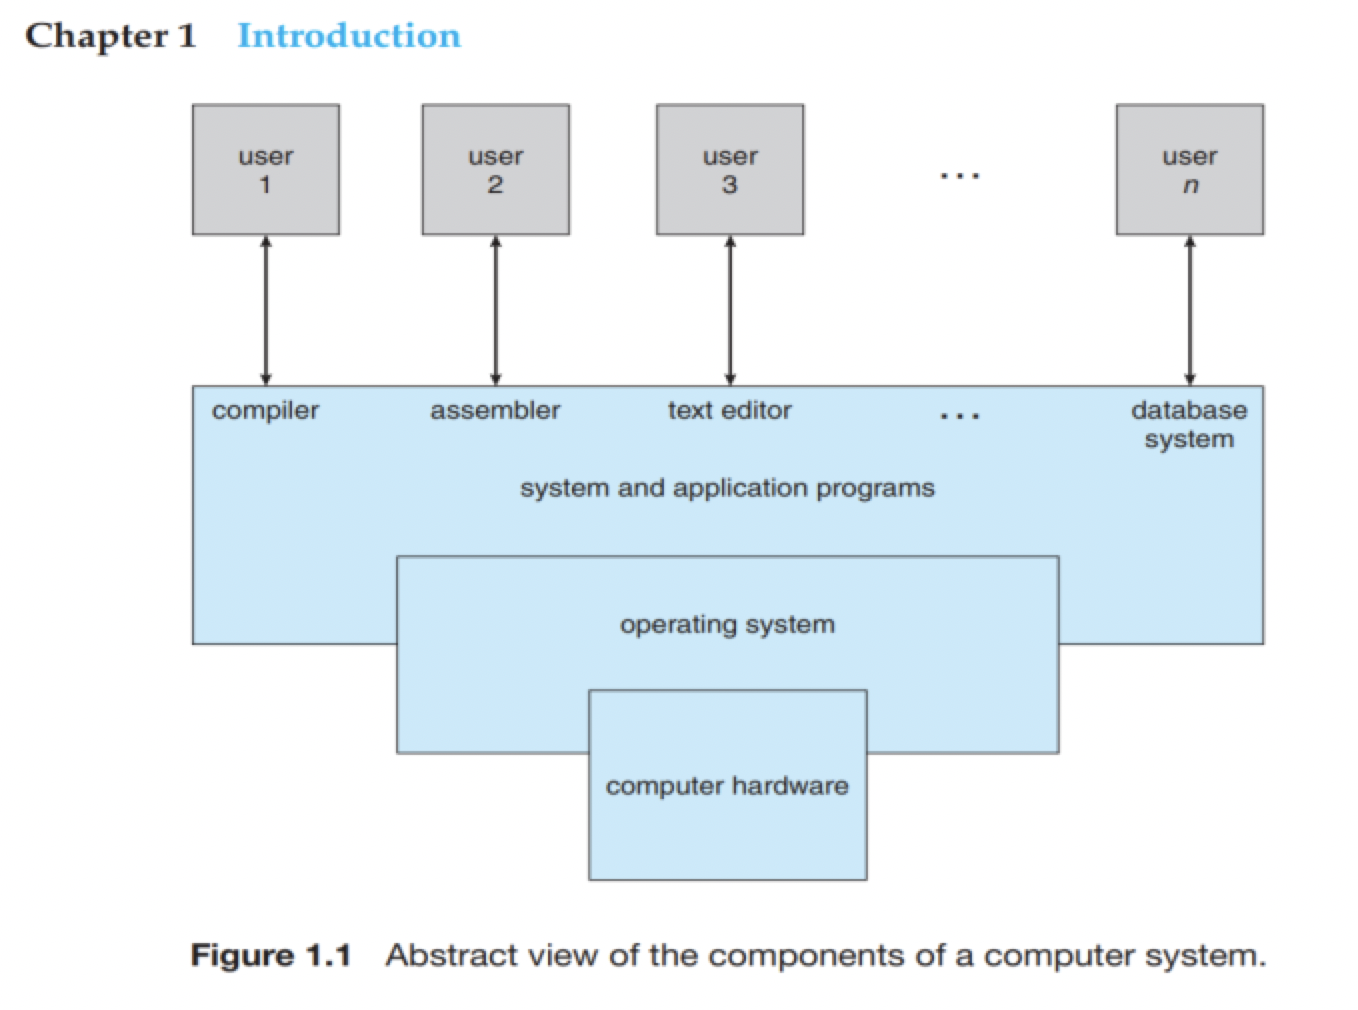 Chapter 1 Introduction
user
1
user
2
user
3
...
user
n
compiler
assembler
text editor
...
database
system
system and application programs
operating system
computer hardware
Figure 1.1 Abstract view of the components of a computer system.